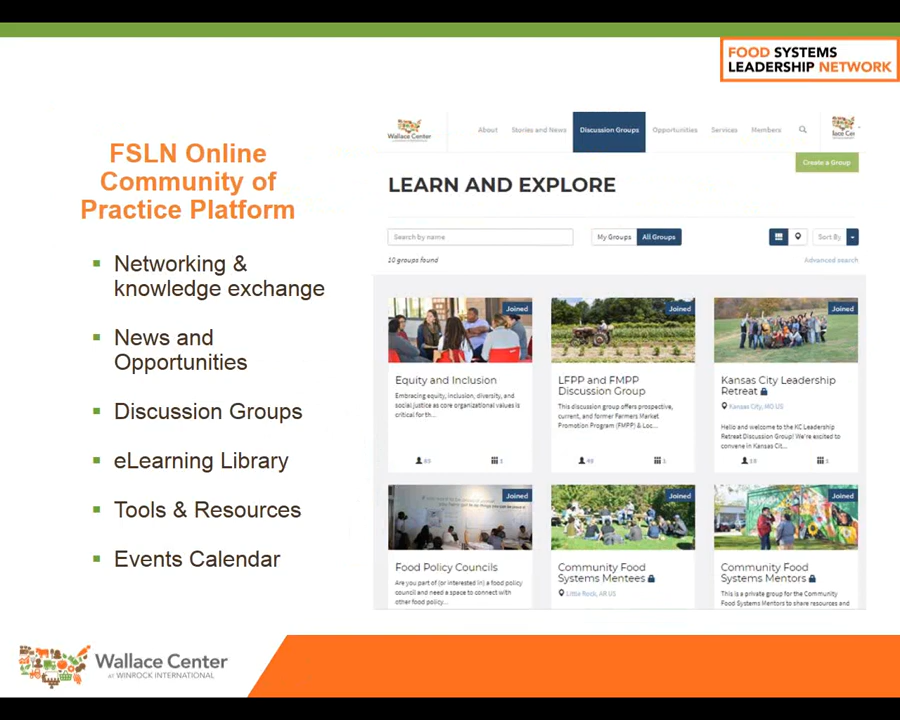 FOOD SYSTEMS
LEADERSHIP NETWORK
FSLN Online
Community of
Practice Platform
Networking &
knowledge exchange
News and
Opportunities
Discussion Groups
eLearning Library
Tools & Resources
Events Calendar
Wallace Center
About
Stories and News
Discussion Groups
Opportunities
Services
Members
Create a Group
LEARN AND EXPLORE
Search by name
My Groups
All Groups
Sort By
10 groups found
Advanced search
Joined
Equity and Inclusion
Embracing equity, inclusion, diversity, and
social justice as core organizational values is
critical for th...
Joined
LFPP and FMPP
Discussion Group
This discussion group offers prospective,
current, and former Farmers Market
Promotion Program (FMPP) & Loc...
Joined
Kansas City Leadership
Retreat
Kansas City, MO US
Hello and welcome to the KC Leadership
Retreat Discussion Group! We're excited to
convene in Kansas Cit...
Joined
Food Policy Councils
Are you part of (or interested in) a food policy
council and need a space to connect with
other food policy...
Joined
Community Food
Systems Mentees
Little Rock, AR US
Joined
Community Food
Systems Mentors
This is a private group for the Community
Food Systems Mentors to share resources and
Wallace Center
AT WINROCK INTERNATIONAL